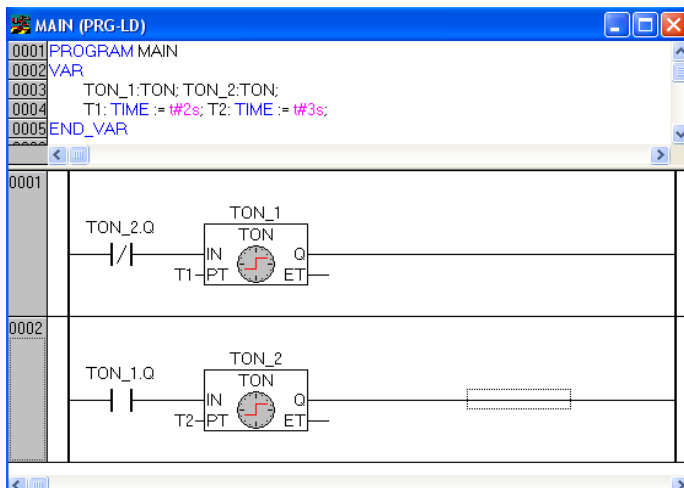 MAIN (PRG-LD)
0001 PROGRAM MAIN
0002 VAR
0003 TON_1:TON; TON_2:TON;
0004 T1: TIME := t#2s; T2: TIME := t#3s;
0005 END_VAR
0001
TON_1
TON_2.Q TON
IN Q
T1 PT ET
0002
TON_2
TON_1.Q TON
IN Q
T2 PT ET